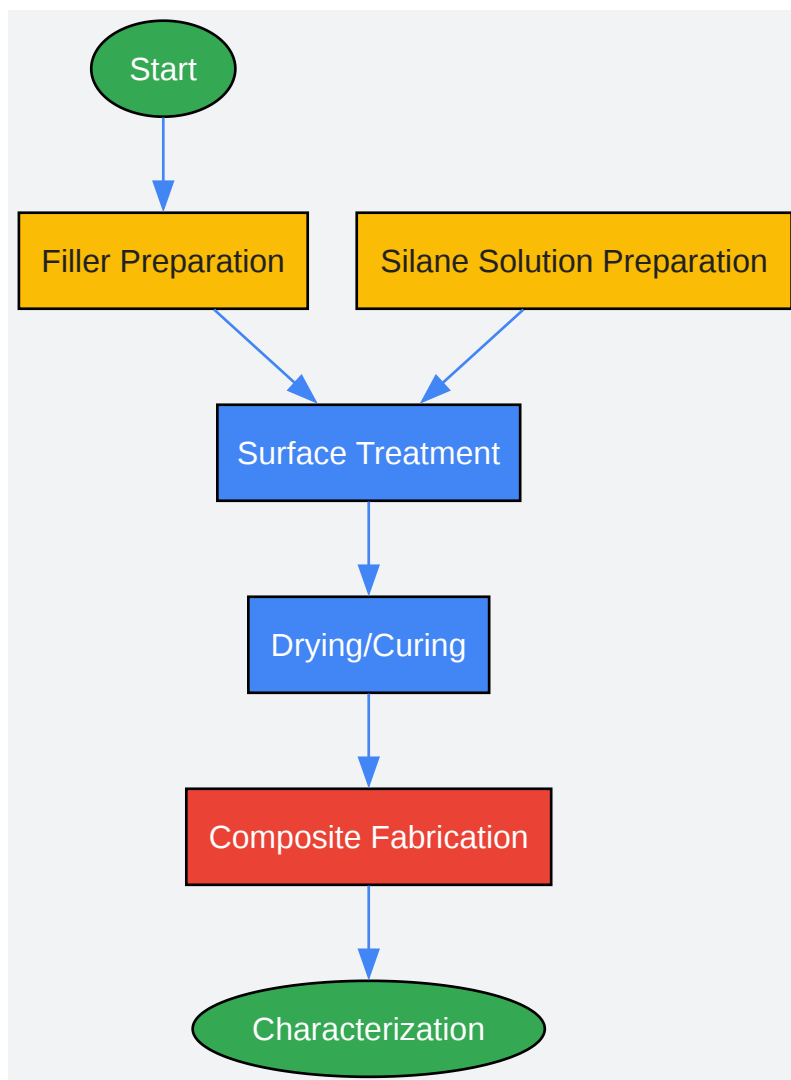 Start
Filler Preparation
Silane Solution Preparation
Surface Treatment
Drying/Curing
Composite Fabrication
Characterization